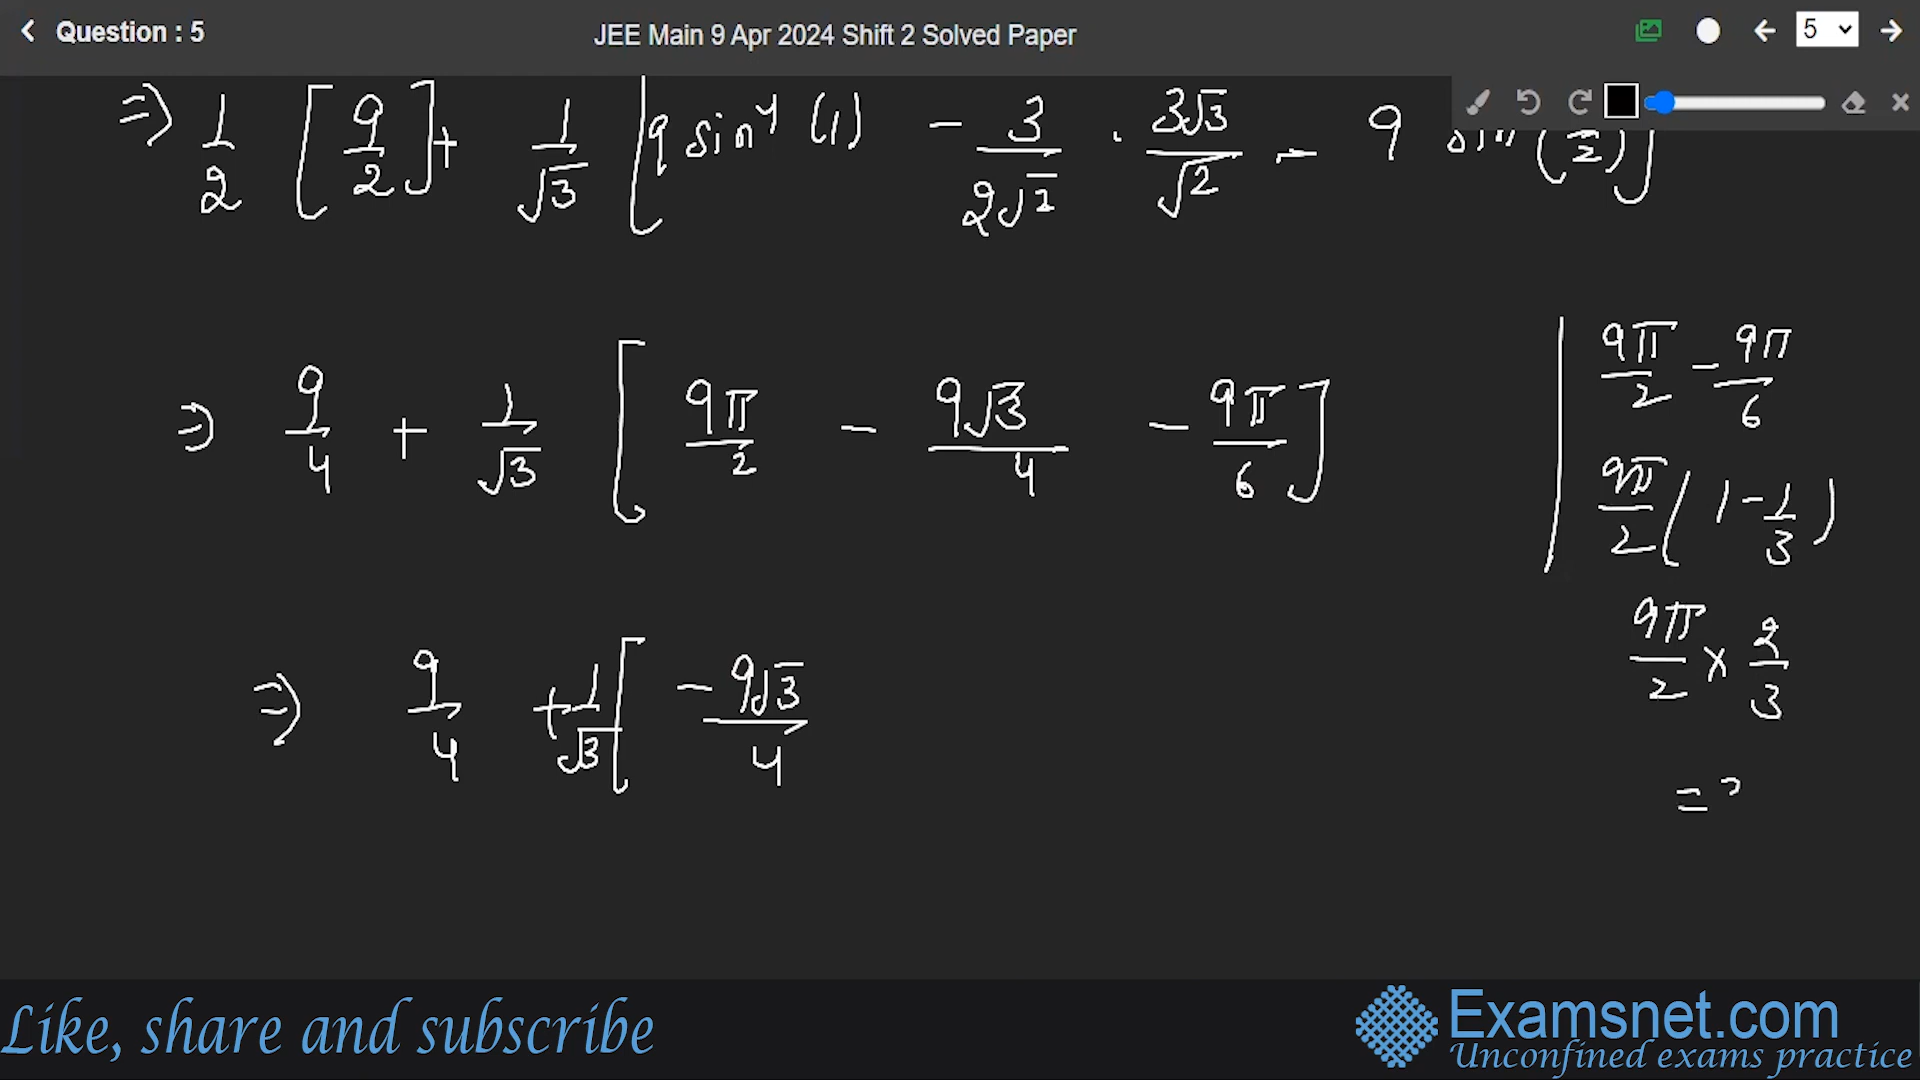 Question : 5
JEE Main 9 Apr 2024 Shift 2 Solved Paper
5
=> 1/2 [9/2] + 1/√3 [9 sin⁻¹ (1) - 3/2√2 · 3√3/√2 - 9 sin ( /2)]
=> 9/4 + 1/√3 [9π/2 - 9√3/4 - 9π/6]
9π/2 - 9π/6
9π/2 (1 - 1/3)
9π/2 x 2/3
=> 9/4 + 1/√3 [ - 9√3/4
=
Like, share and subscribe
Examsnet.com
Unconfined exams practice